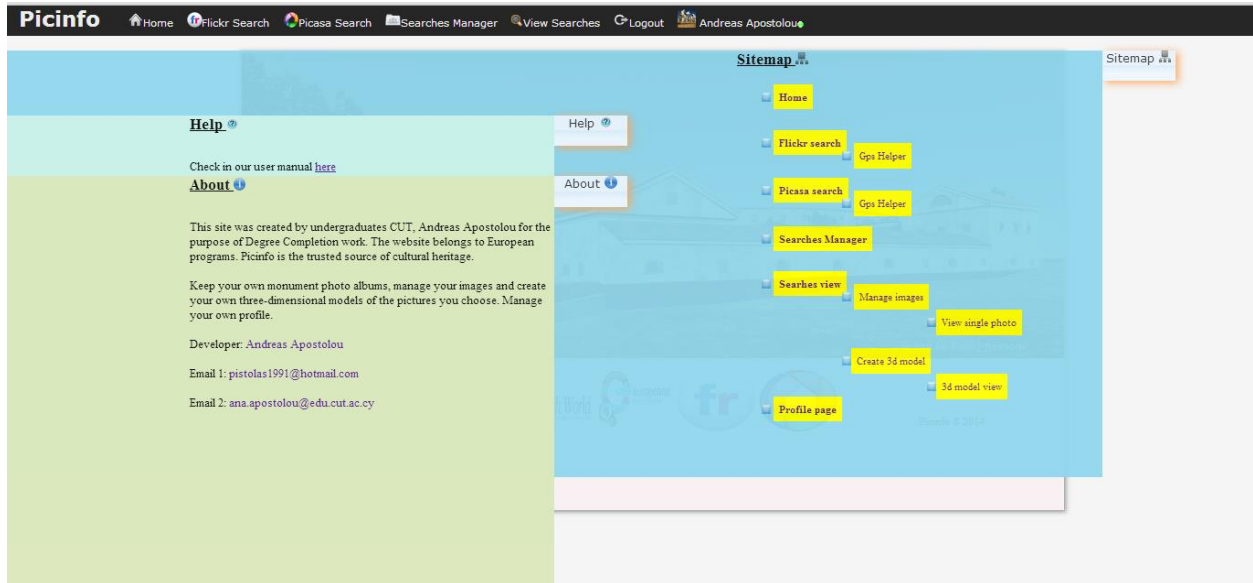 Picinfo Home Flickr Search Picasa Search Searches Manager View Searches Logout Andreas Apostolou
Sitemap
Sitemap
Home
Help
Help
Flickr search
Gps Helper
Check in our user manual here
About
About
Picasa search
Gps Helper
This site was created by undergraduates CUT, Andreas Apostolou for the
purpose of Degree Completion work. The website belongs to European
programs. Picinfo is the trusted source of cultural heritage.
Searches Manager
Keep your own monument photo albums, manage your images and create
your own three-dimensional models of the pictures you choose. Manage
your own profile.
Searhes view
Manage images
View single photo
Developer: Andreas Apostolou
Create 3d model
Email 1: pistolas1991@hotmail.com
3d model view
Email 2: ana.apostolou@edu.cut.ac.cy
Profile page